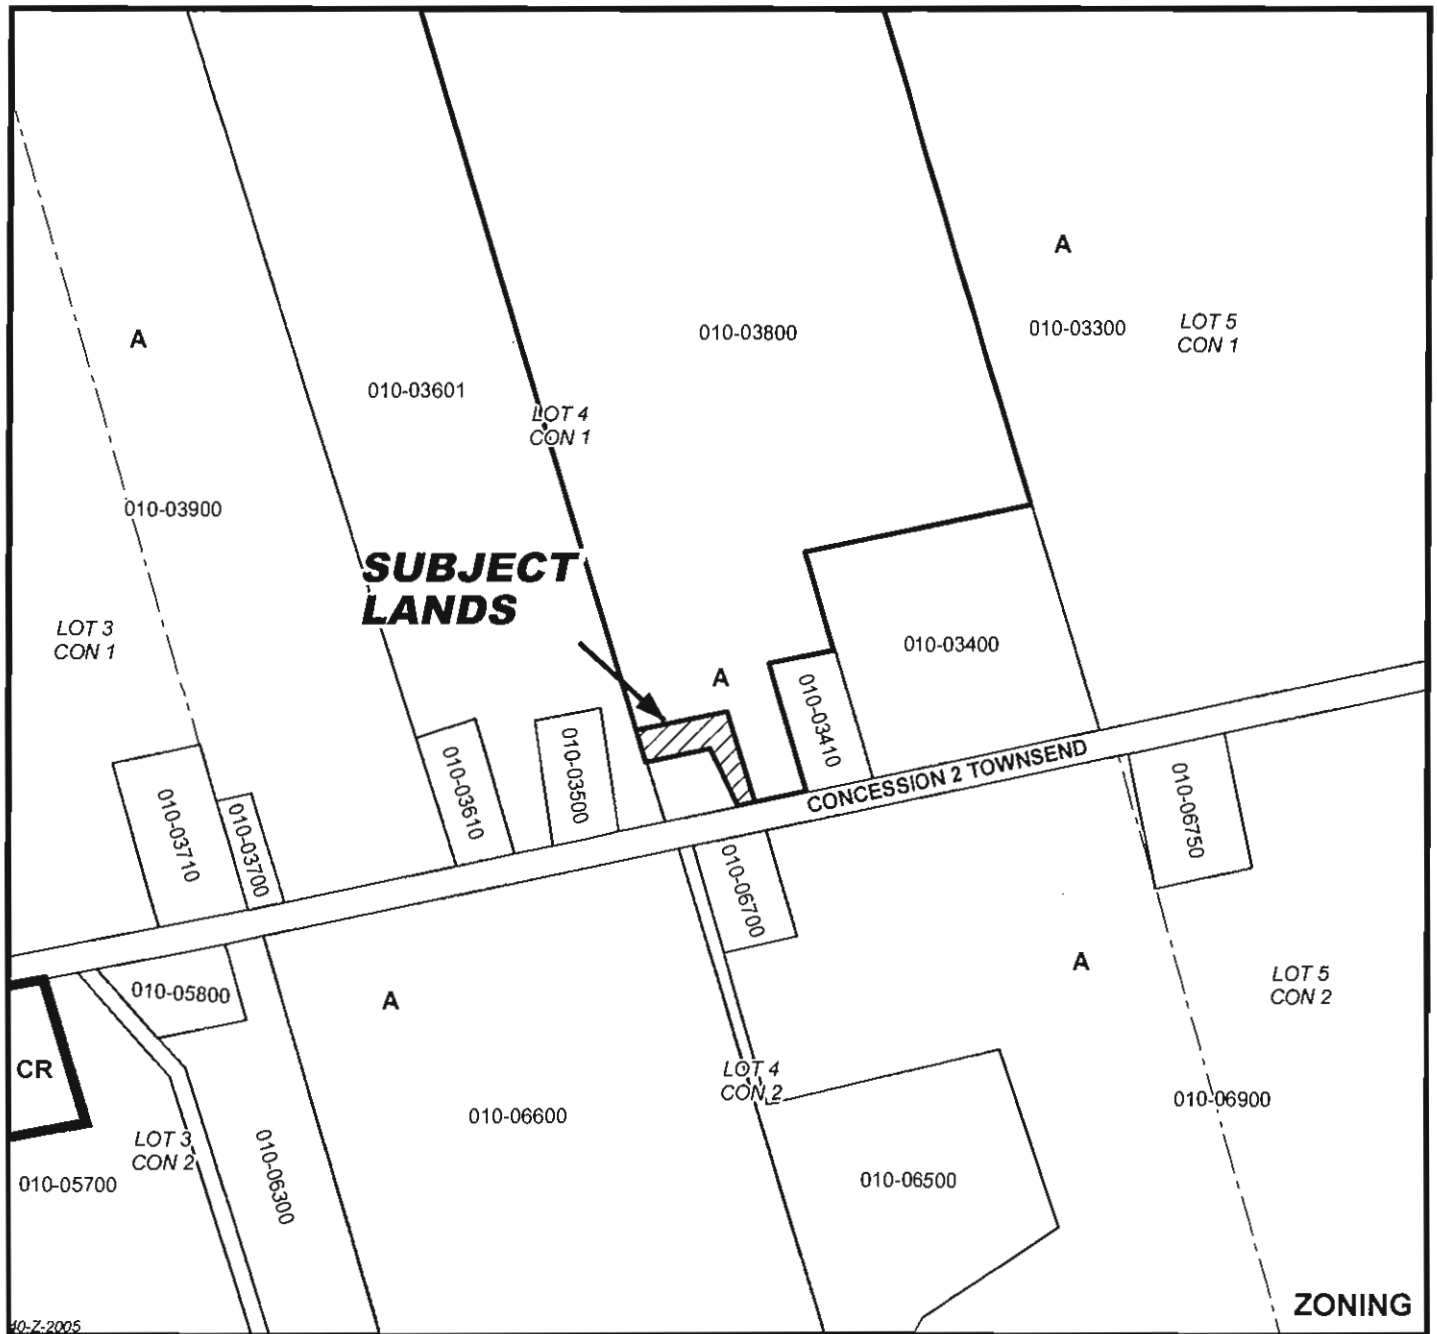 A
010-03300
LOT 5
CON 1
010-03800
A
010-03601
LOT 4
CON 1
010-03900
SUBJECT
LANDS
LOT 3
CON 1
010-03400
A
010-03410
010-03500
010-03610
010-03710
010-03700
CONCESSION 2 TOWNSEND
010-06750
010-06700
A
LOT 5
CON 2
010-05800
A
CR
LOT 4
CON 2
010-06900
010-06600
LOT 3
CON 2
010-05700
010-06300
010-06500
ZONING
40-Z-2005